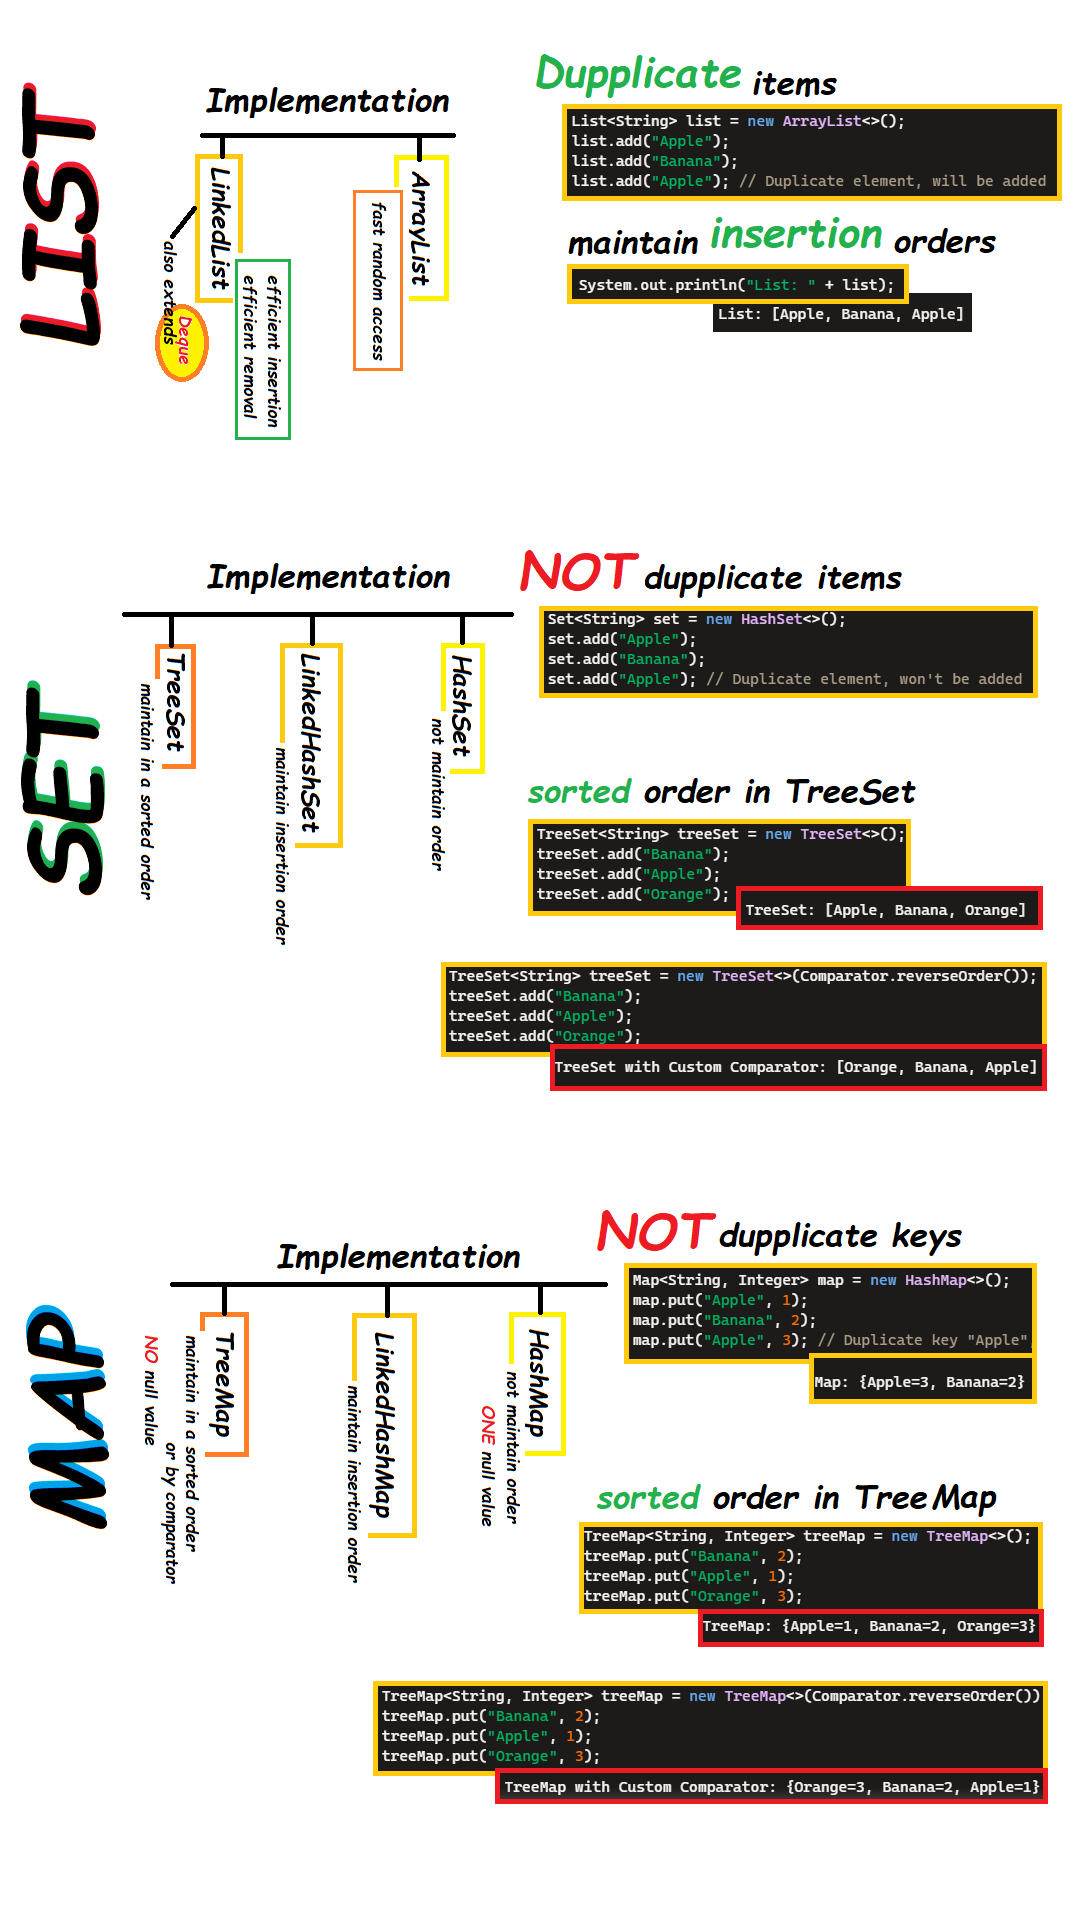 LIST
Implementation
LinkedList
also extends
Deque
efficient insertion
efficient removal
ArrayList
fast random access
Dupplicate items
List<String> list = new ArrayList<>();
list.add("Apple");
list.add("Banana");
list.add("Apple"); // Duplicate element, will be added
maintain insertion orders
System.out.println("List: " + list);
List: [Apple, Banana, Apple]
SET
Implementation
TreeSet
maintain in a sorted order
LinkedHashSet
maintain insertion order
HashSet
not maintain order
NOT dupplicate items
Set<String> set = new HashSet<>();
set.add("Apple");
set.add("Banana");
set.add("Apple"); // Duplicate element, won't be added
sorted order in TreeSet
TreeSet<String> treeSet = new TreeSet<>();
treeSet.add("Banana");
treeSet.add("Apple");
treeSet.add("Orange");
TreeSet: [Apple, Banana, Orange]
TreeSet<String> treeSet = new TreeSet<>(Comparator.reverseOrder());
treeSet.add("Banana");
treeSet.add("Apple");
treeSet.add("Orange");
TreeSet with Custom Comparator: [Orange, Banana, Apple]
MAP
Implementation
TreeMap
maintain in a sorted order
or by comparator
NO null value
LinkedHashMap
maintain insertion order
HashMap
not maintain order
ONE null value
NOT dupplicate keys
Map<String, Integer> map = new HashMap<>();
map.put("Apple", 1);
map.put("Banana", 2);
map.put("Apple", 3); // Duplicate key "Apple"
Map: {Apple=3, Banana=2}
sorted order in TreeMap
TreeMap<String, Integer> treeMap = new TreeMap<>();
treeMap.put("Banana", 2);
treeMap.put("Apple", 1);
treeMap.put("Orange", 3);
TreeMap: {Apple=1, Banana=2, Orange=3}
TreeMap<String, Integer> treeMap = new TreeMap<>(Comparator.reverseOrder())
treeMap.put("Banana", 2);
treeMap.put("Apple", 1);
treeMap.put("Orange", 3);
TreeMap with Custom Comparator: {Orange=3, Banana=2, Apple=1}